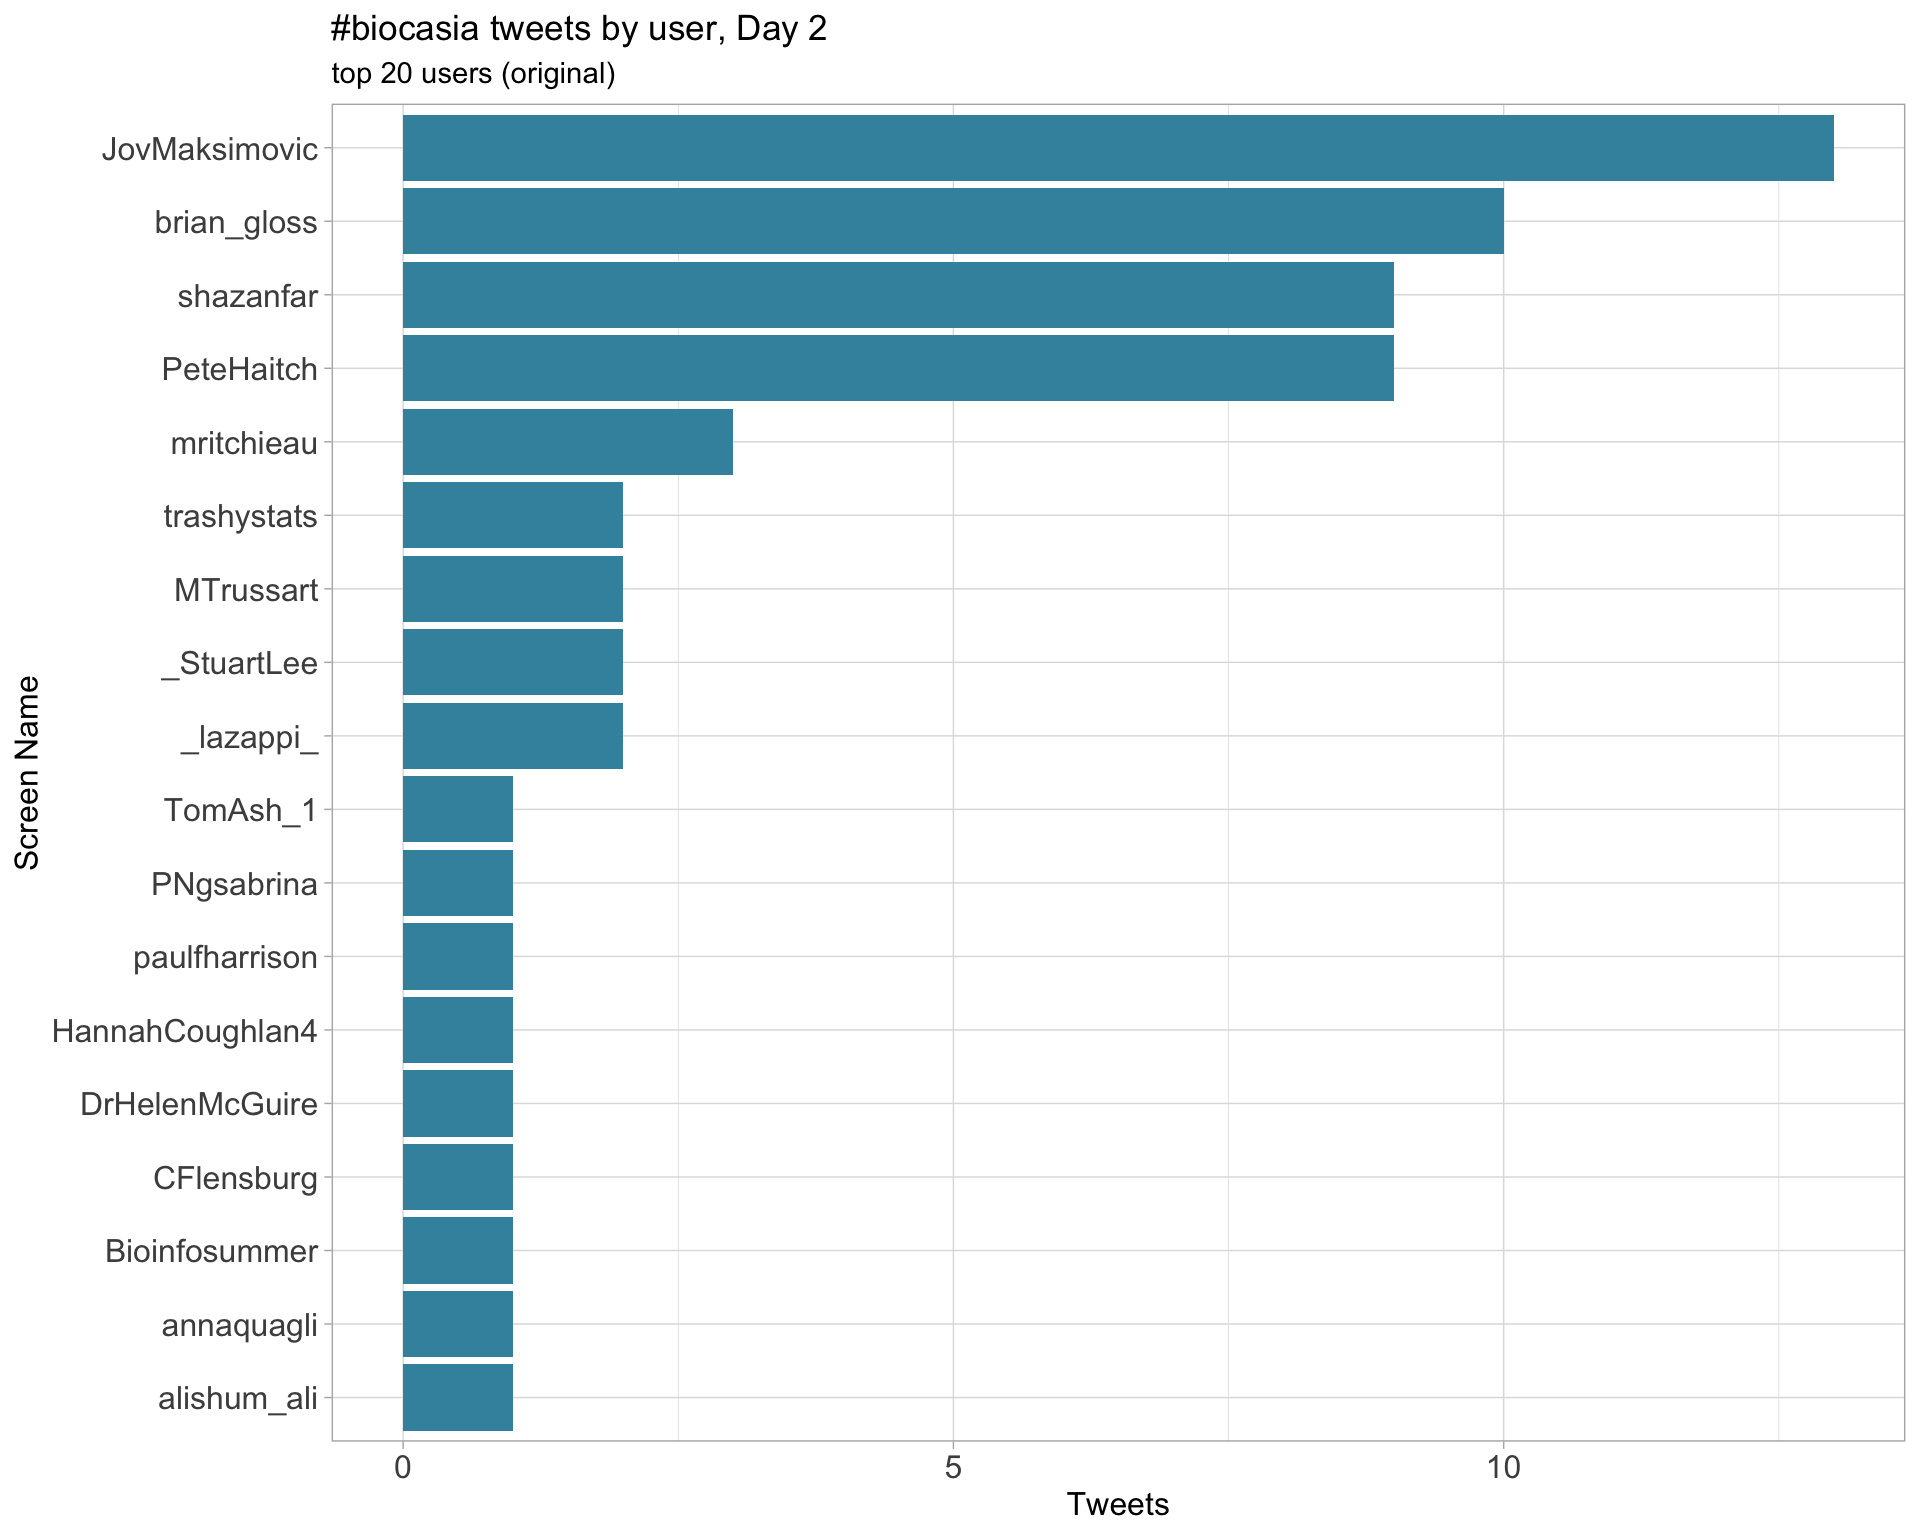 #biocasia tweets by user, Day 2
top 20 users (original)
JovMaksimovic
brian_gloss
shazanfar
PeteHaitch
mritchieau
trashystats
MTrussart
_StuartLee
_lazappi_
TomAsh_1
PNgsabrina
paulfharrison
HannahCoughlan4
DrHelenMcGuire
CFlensburg
Bioinfosummer
annaquagli
alishum_ali
Screen Name
0 5 10
Tweets